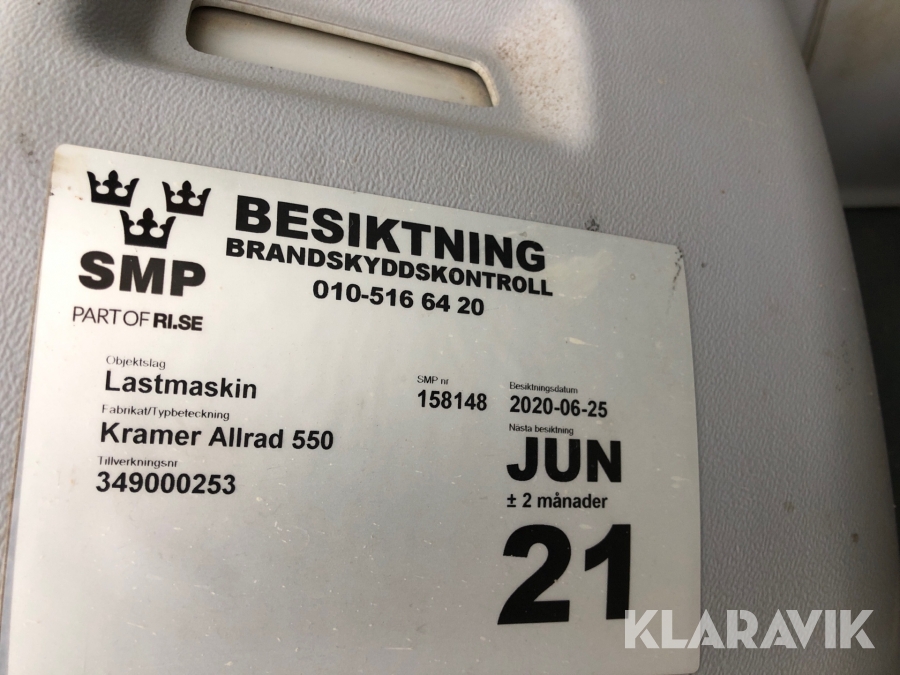 BESIKTNING
BRANDSKYDDSKONTROLL
010-516 64 20
SMP
PART OF RI.SE
Objektslag
Lastmaskin
Fabrikat/Typbeteckning
Kramer Allrad 550
Tillverkningsnr
349000253
SMP nr
158148
Besiktningsdatum
2020-06-25
Nästa besiktning
JUN
± 2 månader
21
KLARAVIK